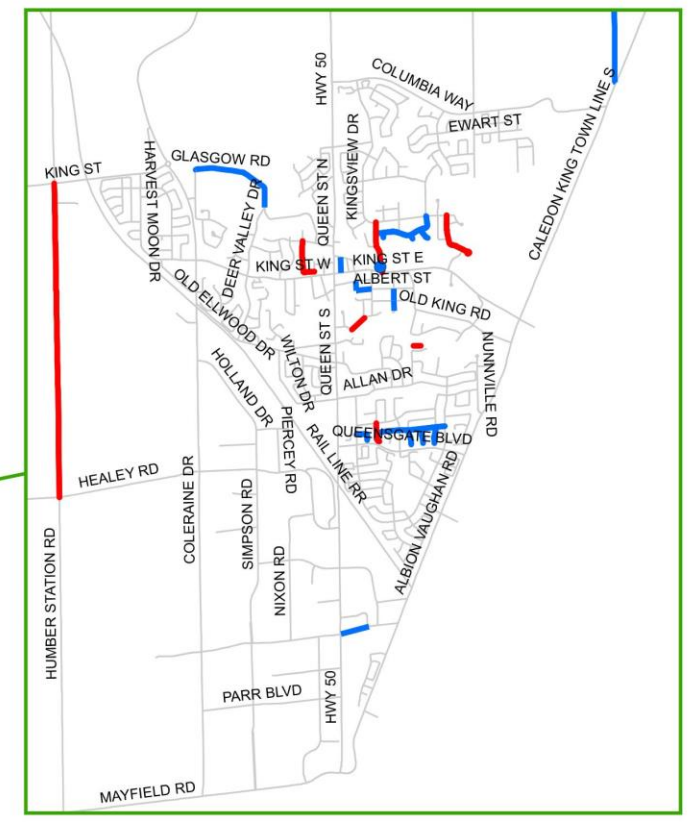 COLUMBIA WAY
HWY 50
EWART ST
CALEDON KING TOWN LINE S
KINGSVIEW DR
GLASGOW RD
KING ST
HARVEST MOON DR
QUEEN ST N
DEER VALLEY DR
KING ST W
KING ST E
ALBERT ST
OLD KING RD
OLD ELLWOOD DR
QUEEN ST S
WILTON DR
NUNNVILLE RD
HOLLAND DR
ALLAN DR
PIERCEY RD
RAIL LINE RR
QUEENSGATE BLVD
HEALEY RD
COLERAINE DR
SIMPSON RD
ALBION VAUGHAN RD
NIXON RD
HUMBER STATION RD
PARR BLVD
HWY 50
MAYFIELD RD